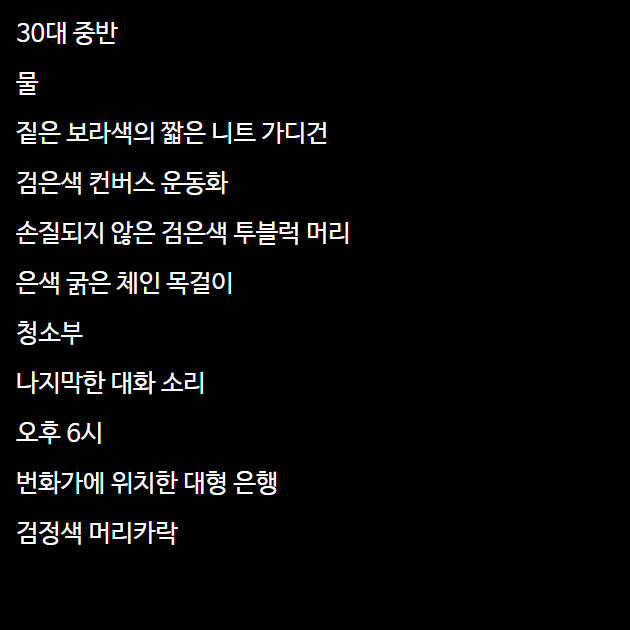 30대 중반
물
짙은 보라색의 짧은 니트 가디건
검은색 컨버스 운동화
손질되지 않은 검은색 투블럭 머리
은색 굵은 체인 목걸이
청소부
나지막한 대화 소리
오후 6시
번화가에 위치한 대형 은행
검정색 머리카락